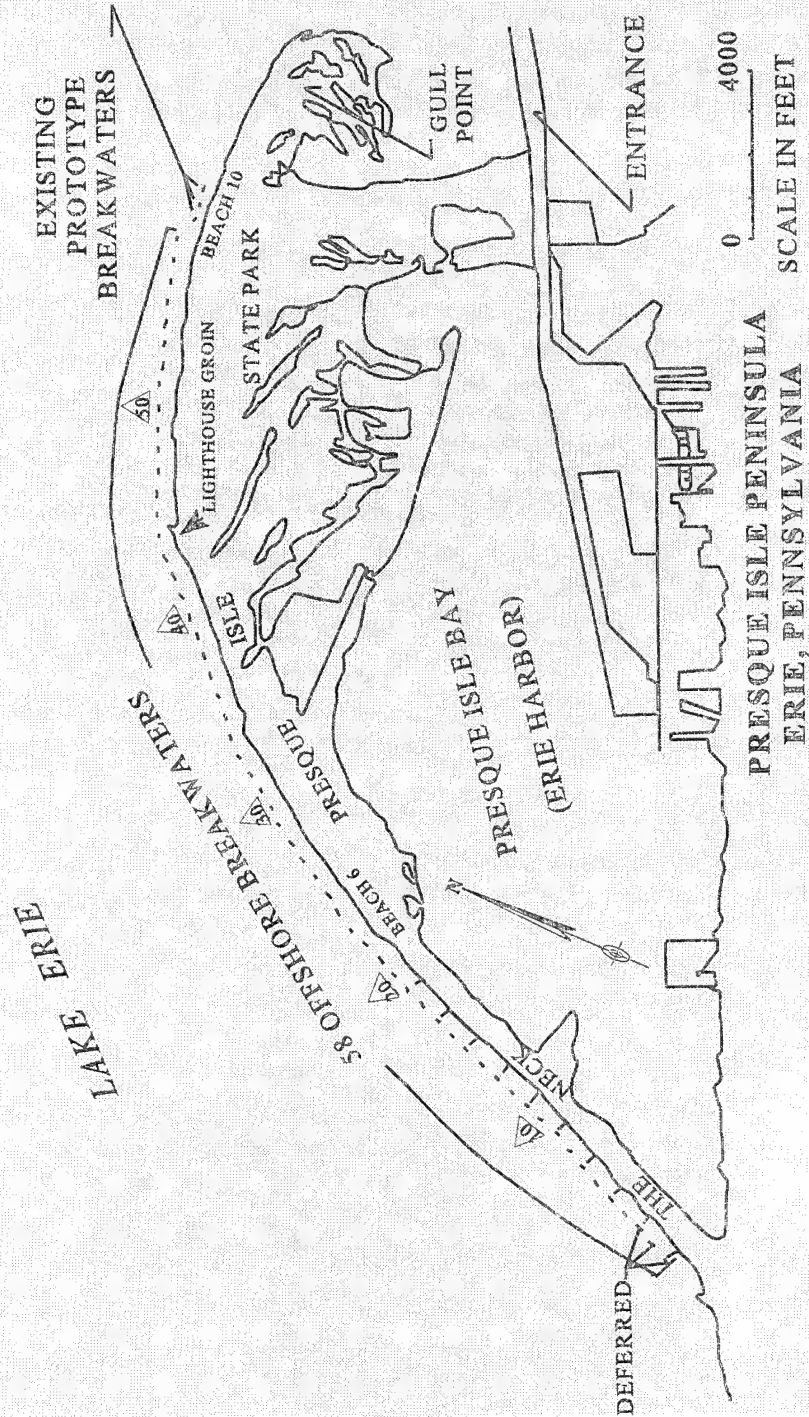 LAKE ERIE
EXISTING
PROTOTYPE
BREAKWATERS
58 OFFSHORE BREAKWATERS
50
40
30
20
10
BEACH 10
LIGHTHOUSE GROIN
STATE PARK
ISLE
PRESQUE
BEACH 6
GULL
POINT
N
PRESQUE ISLE BAY
(ERIE HARBOR)
NECK
THE
DEFERRED
ENTRANCE
0 4000
SCALE IN FEET
PRESQUE ISLE PENINSULA
ERIE, PENNSYLVANIA